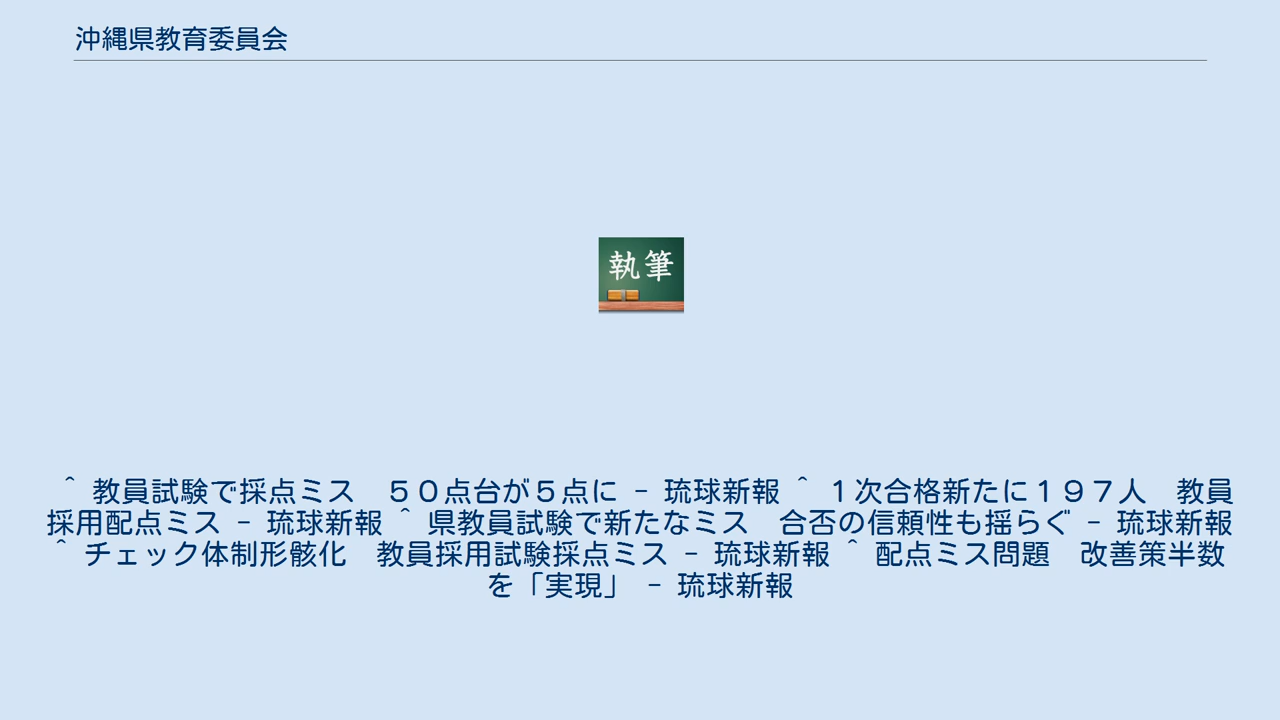 沖縄県教育委員会
執筆
^ 教員試験で採点ミス　５０点台が５点に - 琉球新報 ^ １次合格新たに１９７人　教員
採用配点ミス - 琉球新報 ^ 県教員試験で新たなミス　合否の信頼性も揺らぐ - 琉球新報
^ チェック体制形骸化　教員採用試験採点ミス - 琉球新報 ^ 配点ミス問題　改善策半数
を「実現」 - 琉球新報